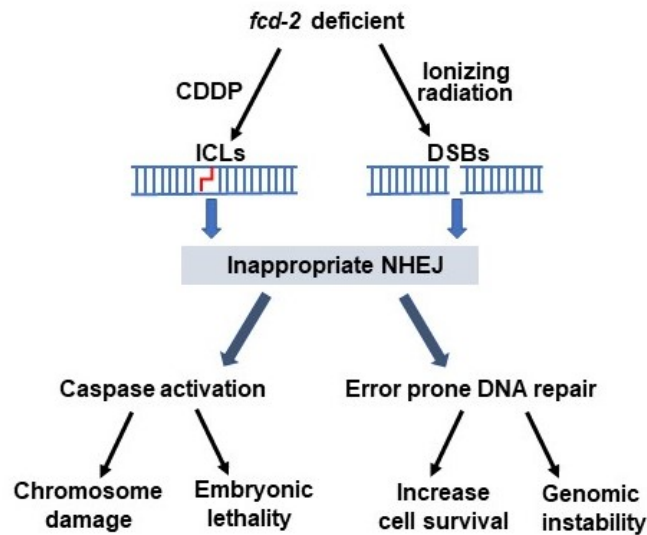 fcd-2 deficient
CDDP
Ionizing
radiation
ICLs
DSBs
Inappropriate NHEJ
Caspase activation
Error prone DNA repair
Chromosome
damage
Embryonic
lethality
Increase
cell survival
Genomic
instability